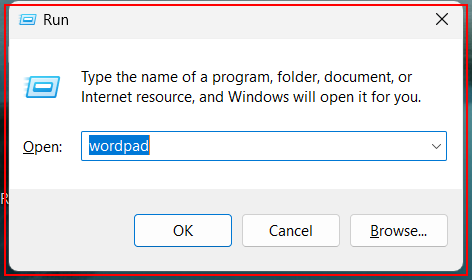 Run
Type the name of a program, folder, document, or
Internet resource, and Windows will open it for you.
Open: wordpad
OK Cancel Browse...